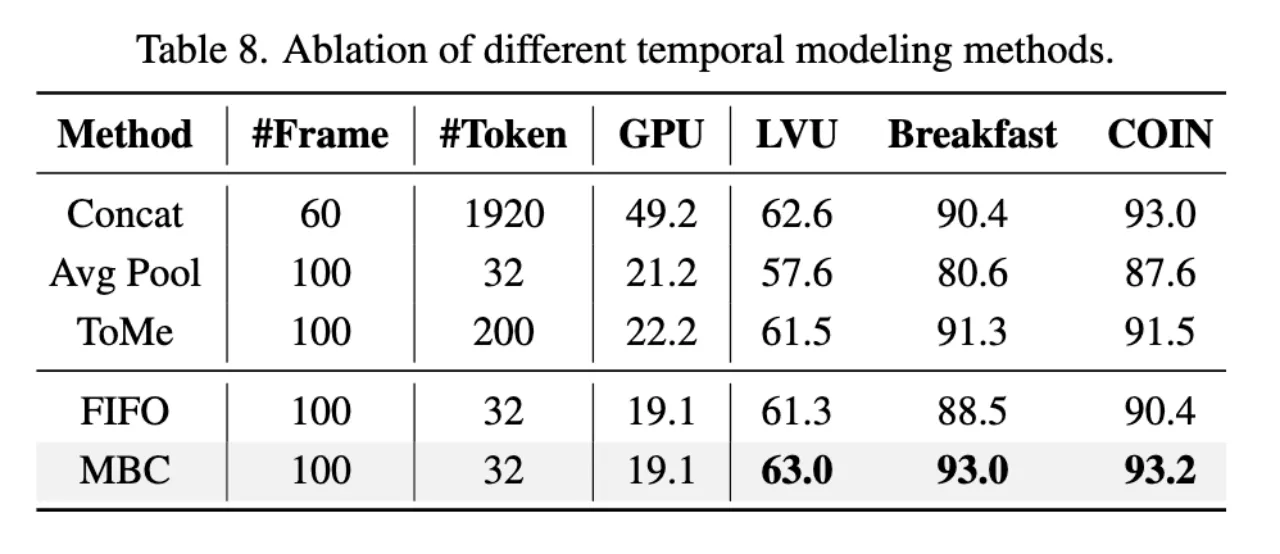 Table 8. Ablation of different temporal modeling methods.
Method #Frame #Token GPU LVU Breakfast COIN
Concat 60 1920 49.2 62.6 90.4 93.0
Avg Pool 100 32 21.2 57.6 80.6 87.6
ToMe 100 200 22.2 61.5 91.3 91.5
FIFO 100 32 19.1 61.3 88.5 90.4
MBC 100 32 19.1 63.0 93.0 93.2